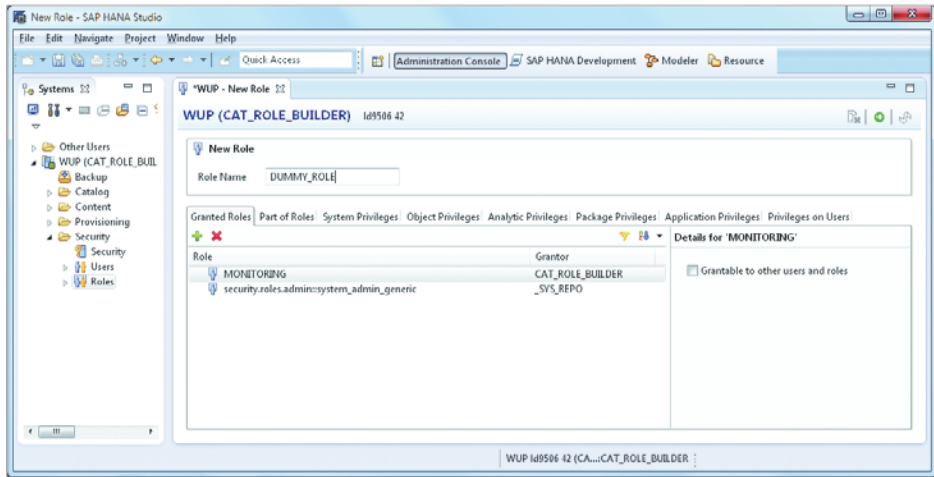 New Role - SAP HANA Studio
File Edit Navigate Project Window Help
Quick Access
Administration Console SAP HANA Development Modeler Resource
Systems
*WUP - New Role
WUP (CAT_ROLE_BUILDER) ld9506 42
Other Users
WUP (CAT_ROLE_BUIL
Backup
Catalog
Content
Provisioning
Security
Security
Users
Roles
New Role
Role Name DUMMY_ROLE
Granted Roles Part of Roles System Privileges Object Privileges Analytic Privileges Package Privileges Application Privileges Privileges on Users
Role Grantor
MONITORING CAT_ROLE_BUILDER
security.roles.admin::system_admin_generic _SYS_REPO
Details for 'MONITORING'
Grantable to other users and roles
WUP ld9506 42 (CA...:CAT_ROLE_BUILDER